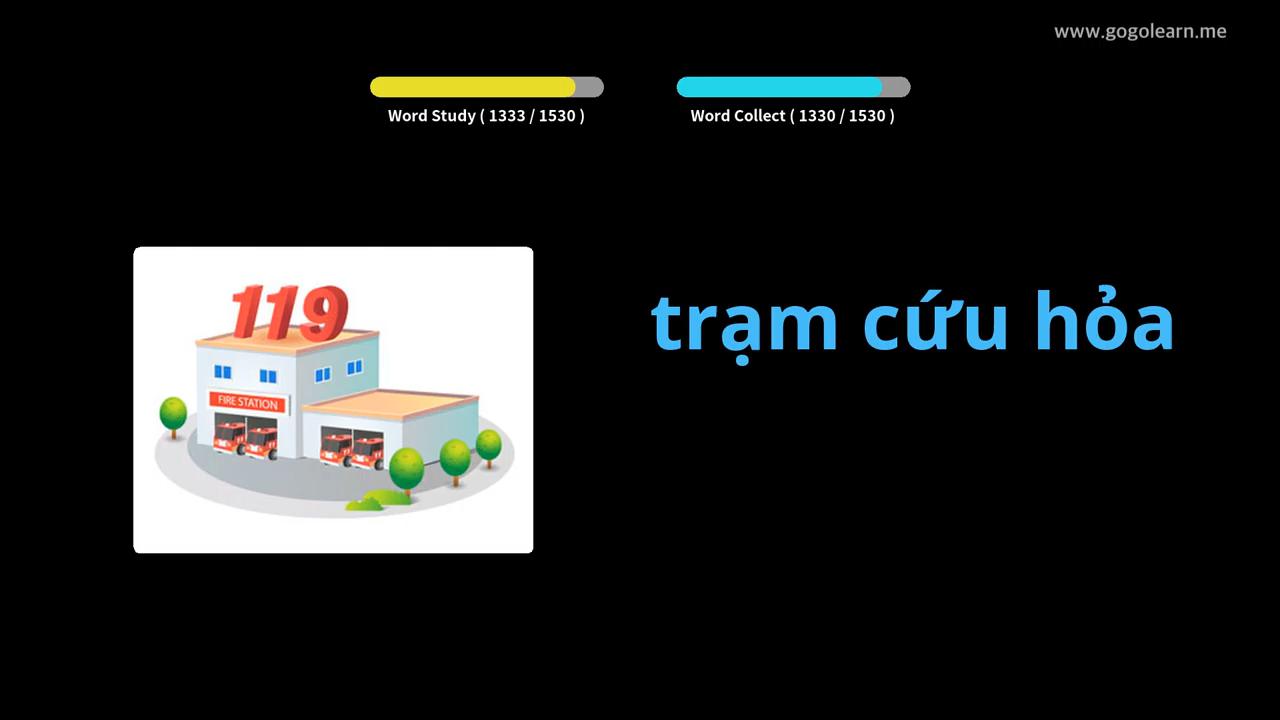 www.gogolearn.me
Word Study ( 1333 / 1530 )
Word Collect ( 1330 / 1530 )
119
FIRE STATION
trạm cứu hỏa